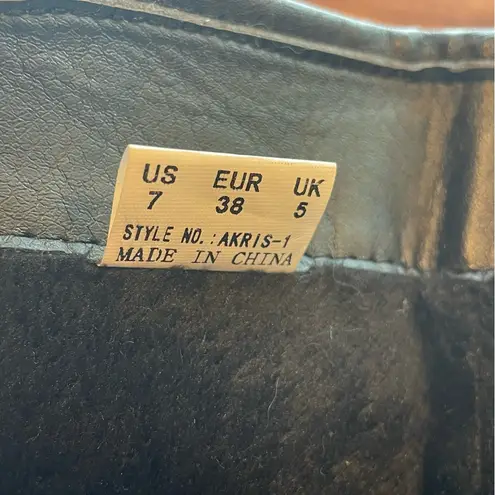 US EUR UK
7 38 5
STYLE NO.:AKRIS-1
MADE IN CHINA